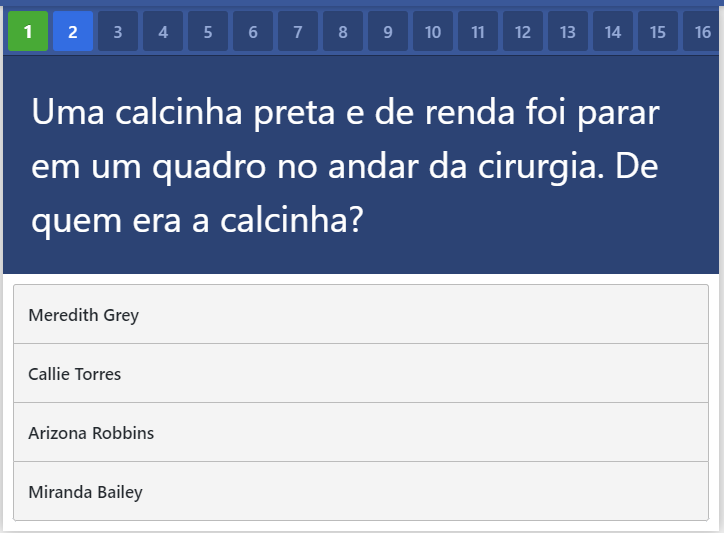 1 2 3 4 5 6 7 8 9 10 11 12 13 14 15 16
Uma calcinha preta e de renda foi parar
em um quadro no andar da cirurgia. De
quem era a calcinha?
Meredith Grey
Callie Torres
Arizona Robbins
Miranda Bailey